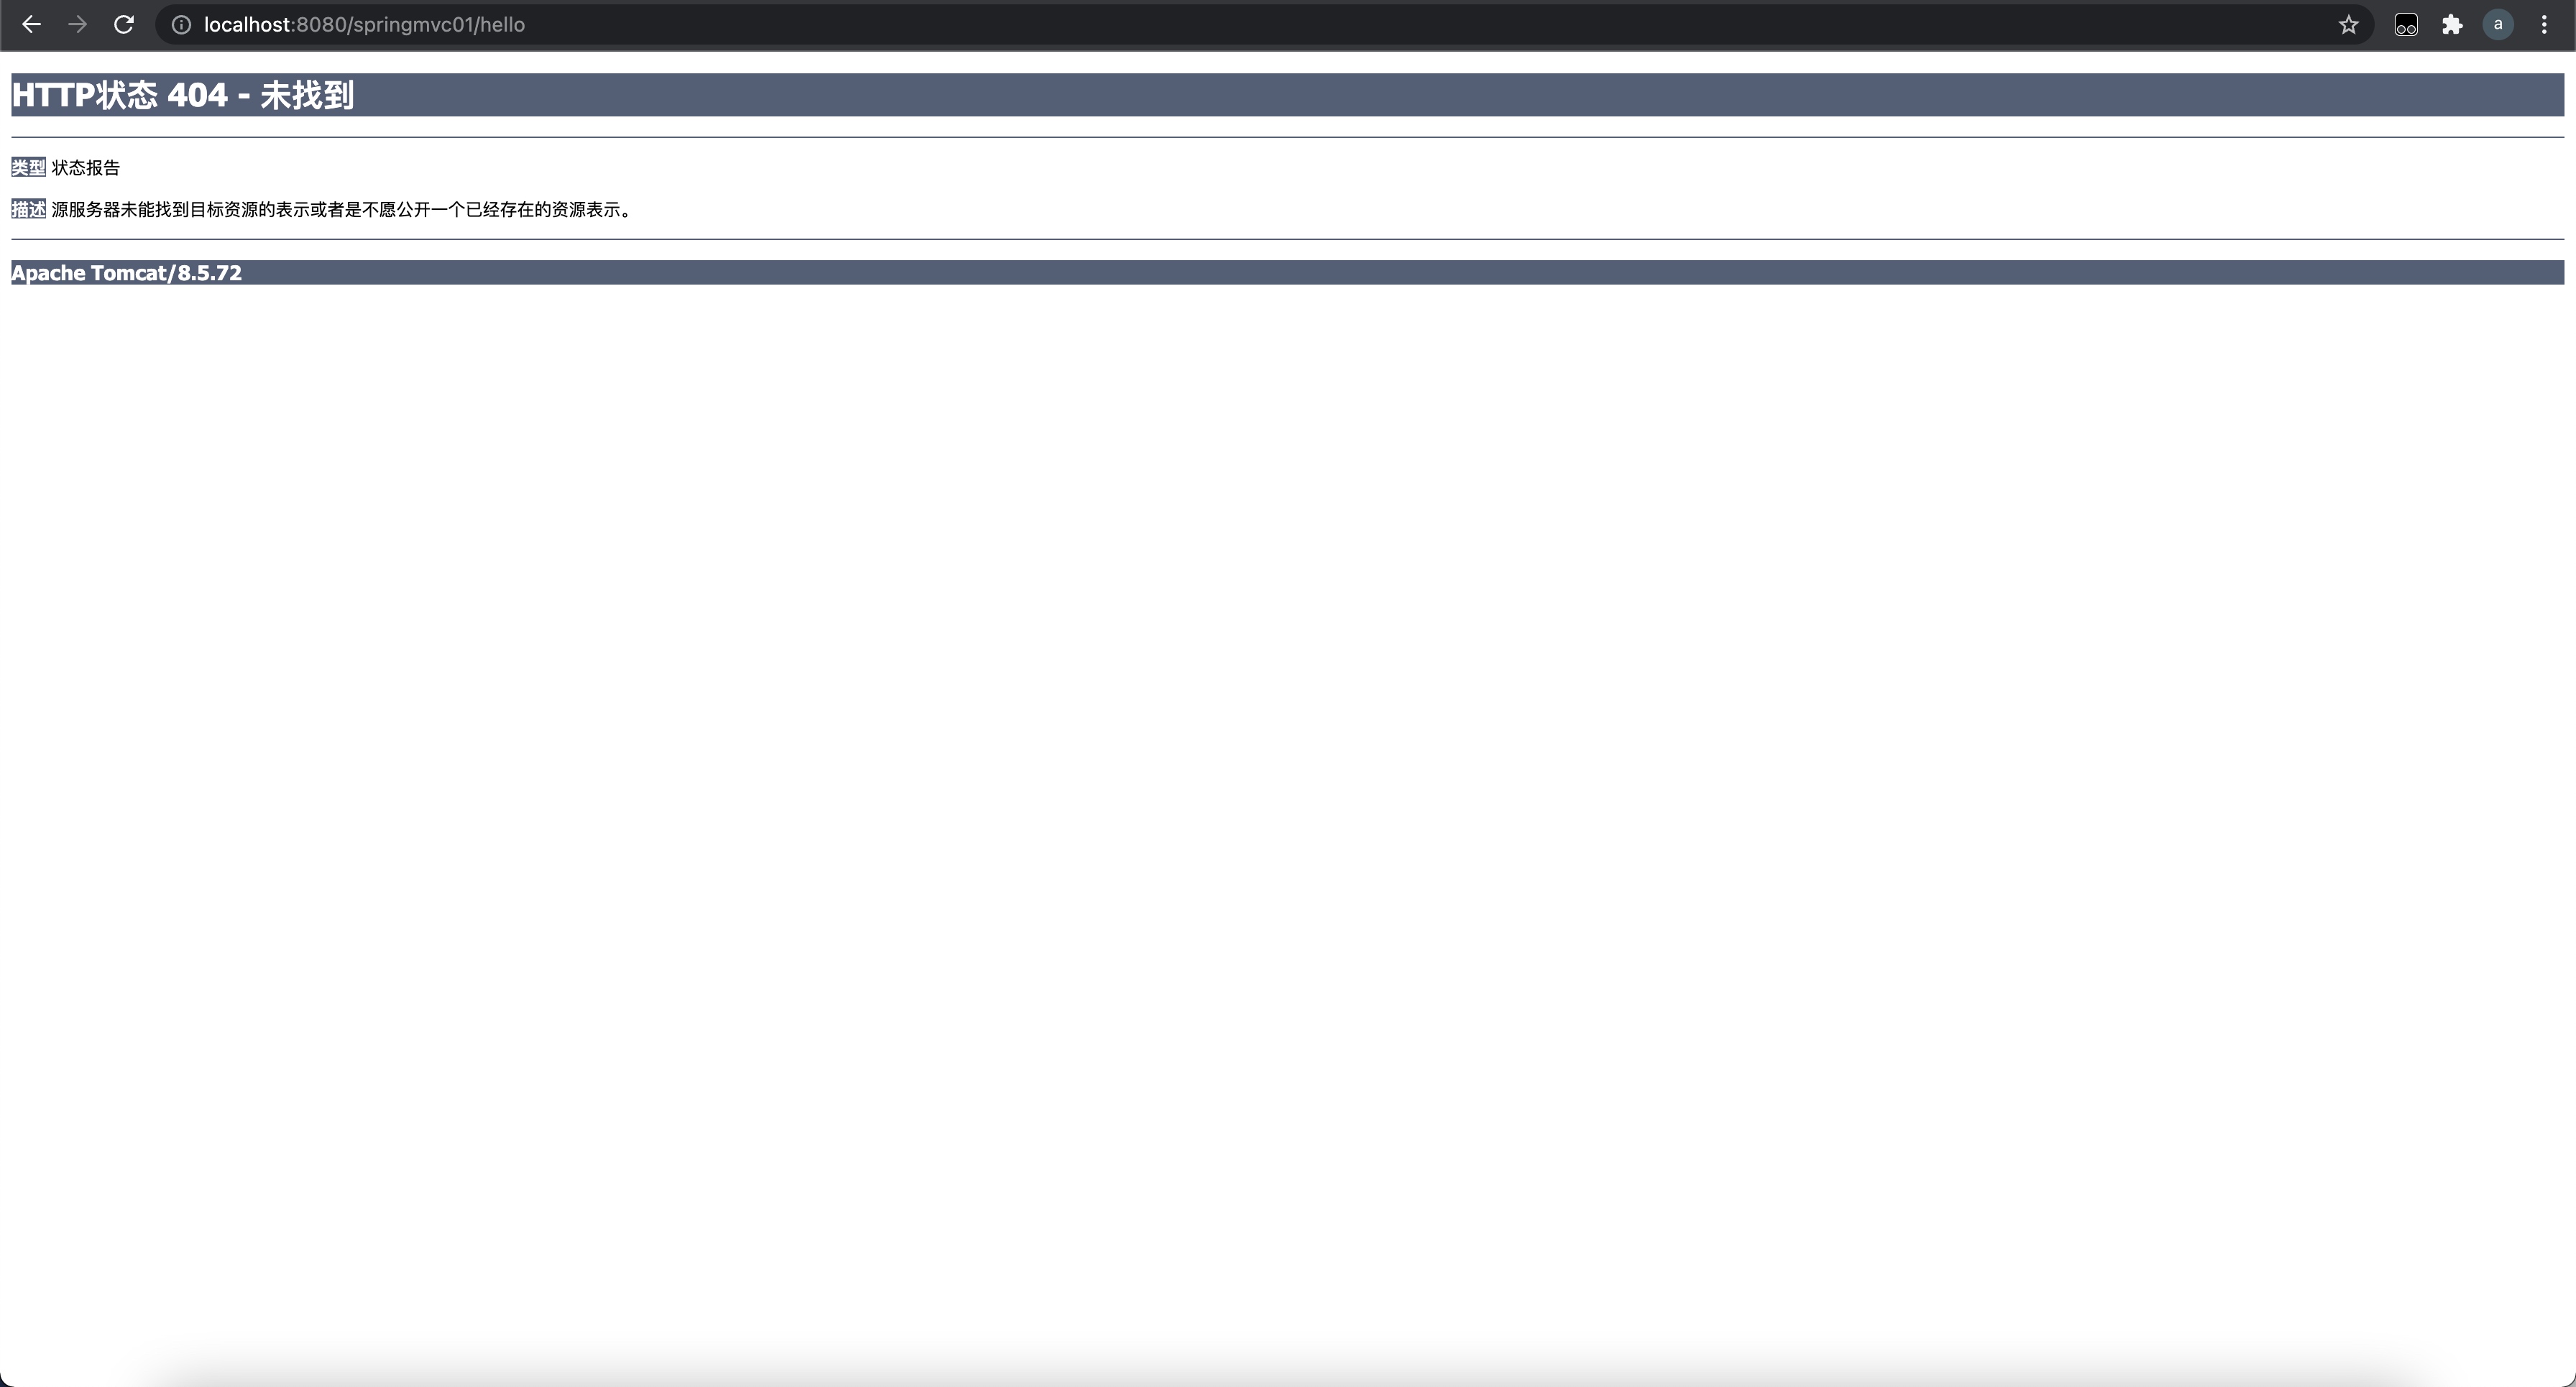 localhost:8080/springmvc01/hello
a
HTTP状态 404 - 未找到
类型 状态报告
描述 源服务器未能找到目标资源的表示或者是不愿公开一个已经存在的资源表示。
Apache Tomcat/8.5.72